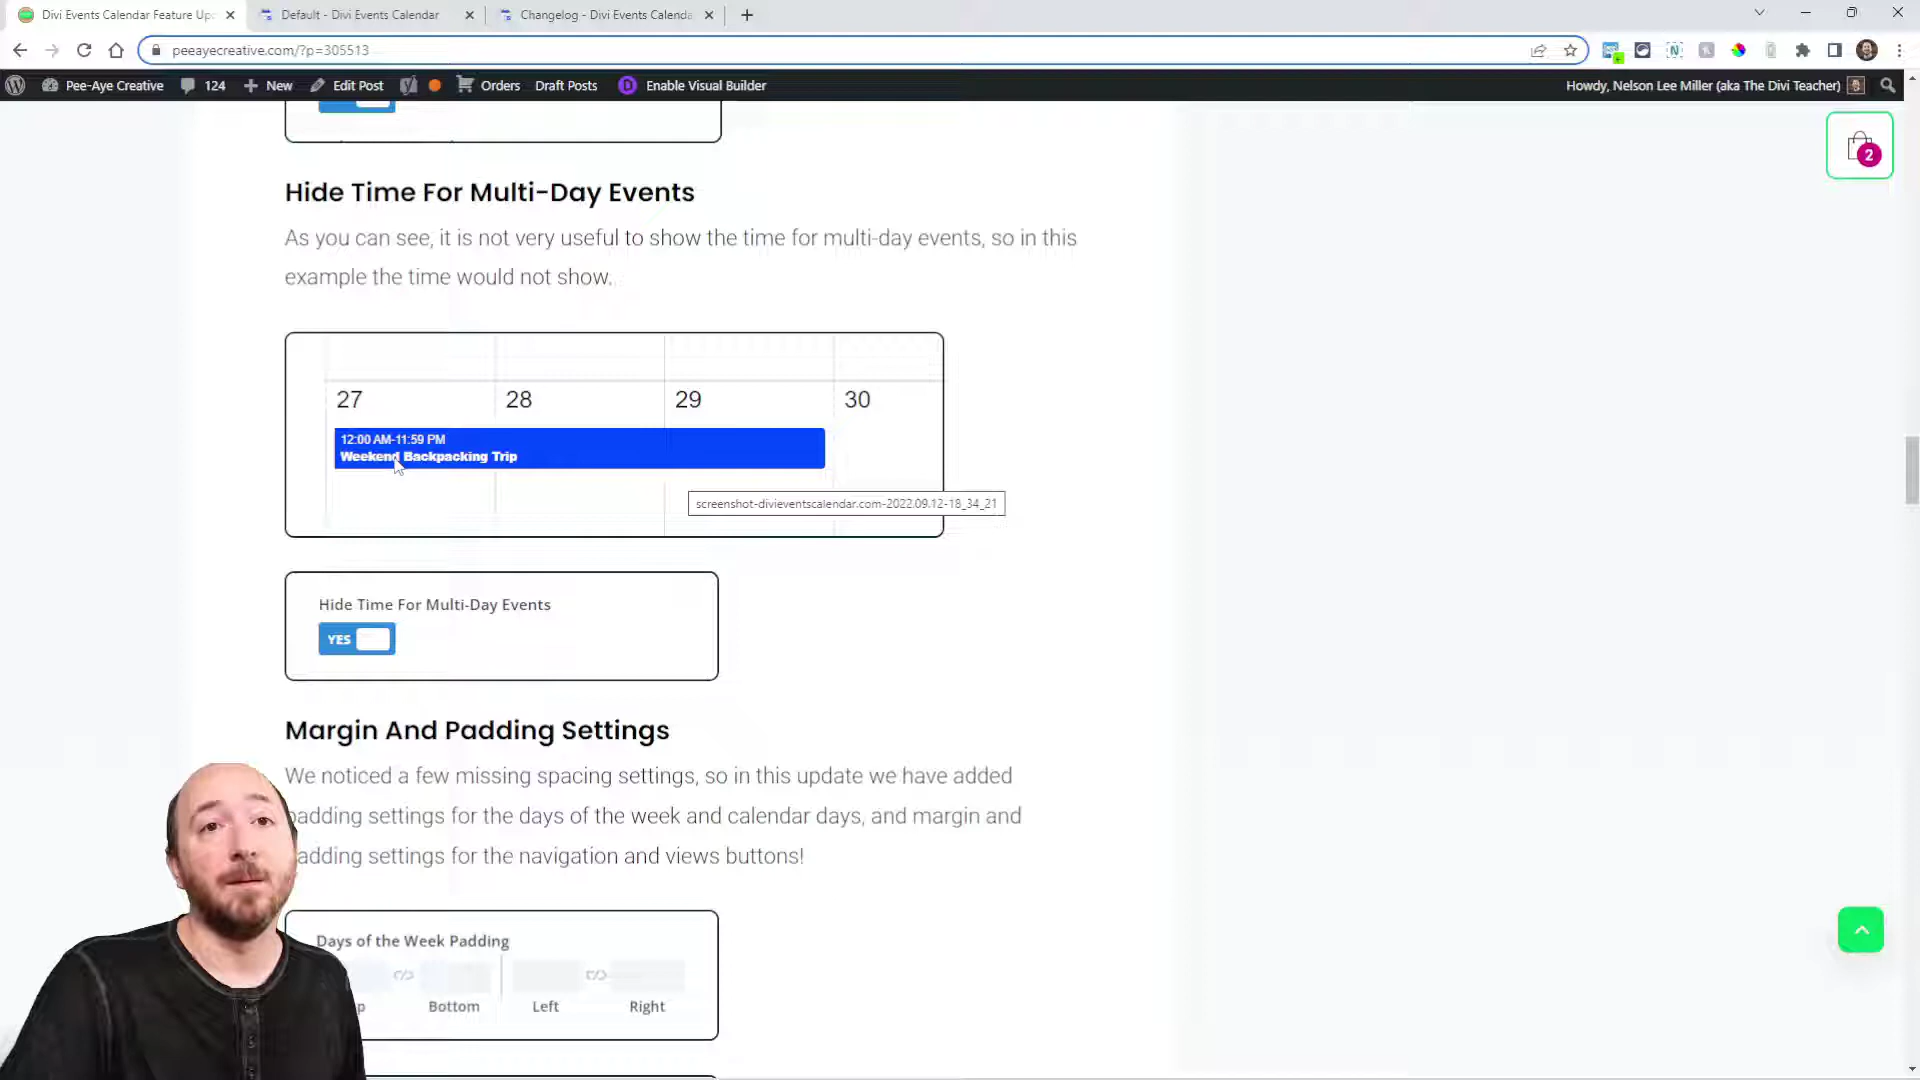 Divi Events Calendar Feature Up
Default - Divi Events Calendar
Changelog - Divi Events Calenda
peeayecreative.com/?p=305513
Pee-Aye Creative
124
New
Edit Post
Orders
Draft Posts
Enable Visual Builder
Howdy, Nelson Lee Miller (aka The Divi Teacher)
2
Hide Time For Multi-Day Events
As you can see, it is not very useful to show the time for multi-day events, so in this
example the time would not show.
27
28
29
30
12:00 AM-11:59 PM
Weekend Backpacking Trip
screenshot-divieventscalendar.com-2022.09.12-18_34_21
Hide Time For Multi-Day Events
YES
Margin And Padding Settings
We noticed a few missing spacing settings, so in this update we have added
padding settings for the days of the week and calendar days, and margin and
adding settings for the navigation and views buttons!
Days of the Week Padding
p
Bottom
Left
Right